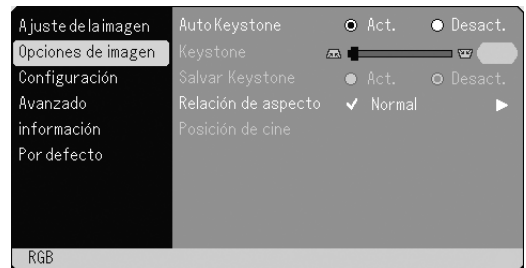 Ajuste de la imagen
Opciones de imagen
Configuración
Avanzado
información
Por defecto
Auto Keystone Act. Desact.
Keystone
Salvar Keystone Act. Desact.
Relación de aspecto Normal
Posición de cine
RGB